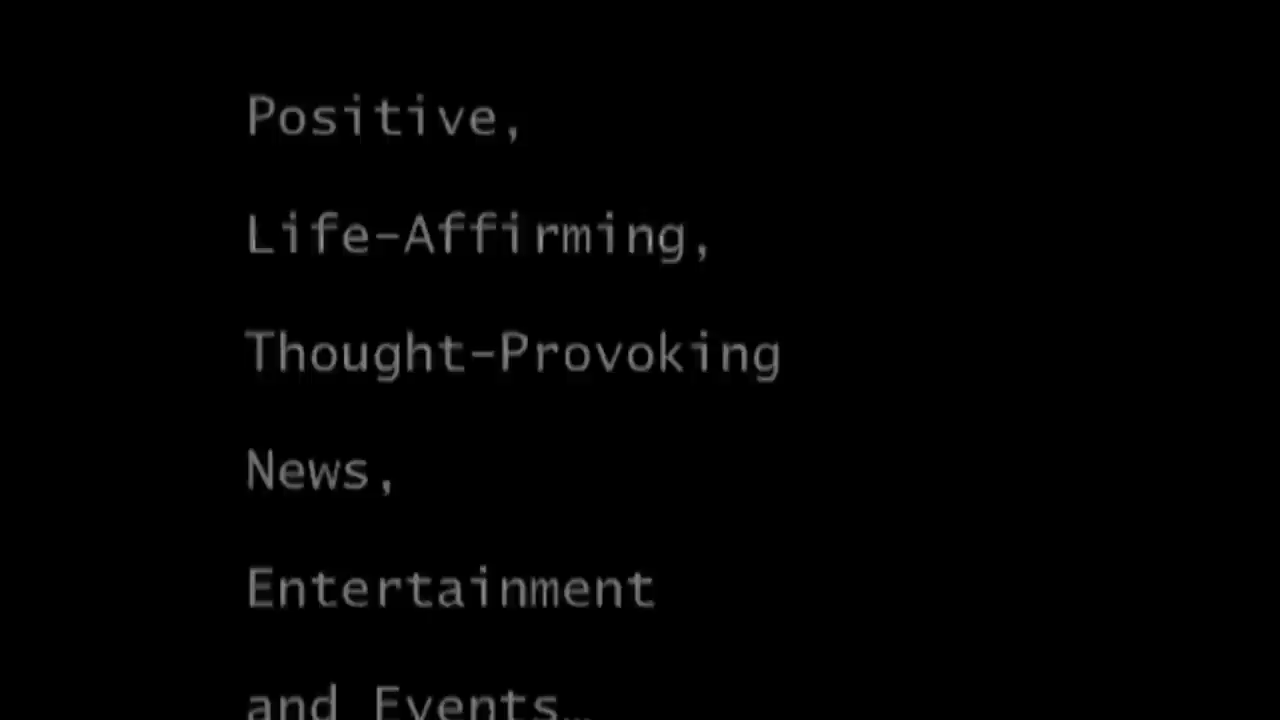 Positive,
Life-Affirming,
Thought-Provoking
News,
Entertainment
and Events…